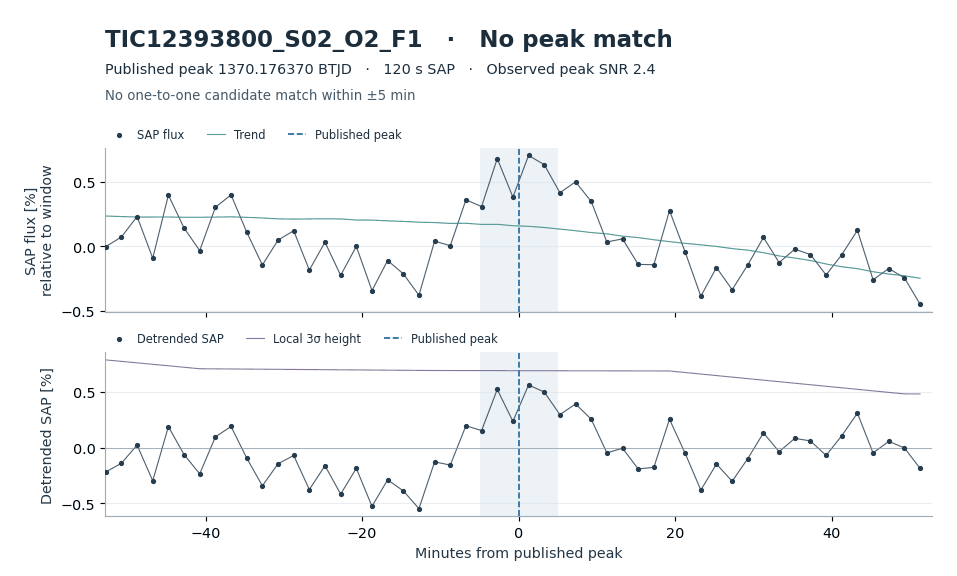 TIC12393800_S02_O2_F1 · No peak match
Published peak 1370.176370 BTJD · 120 s SAP · Observed peak SNR 2.4
No one-to-one candidate match within ±5 min
SAP flux Trend Published peak
SAP flux [%]
relative to window
0.5
0.0
−0.5
Detrended SAP Local 3σ height Published peak
Detrended SAP [%]
0.5
0.0
−0.5
−40 −20 0 20 40
Minutes from published peak